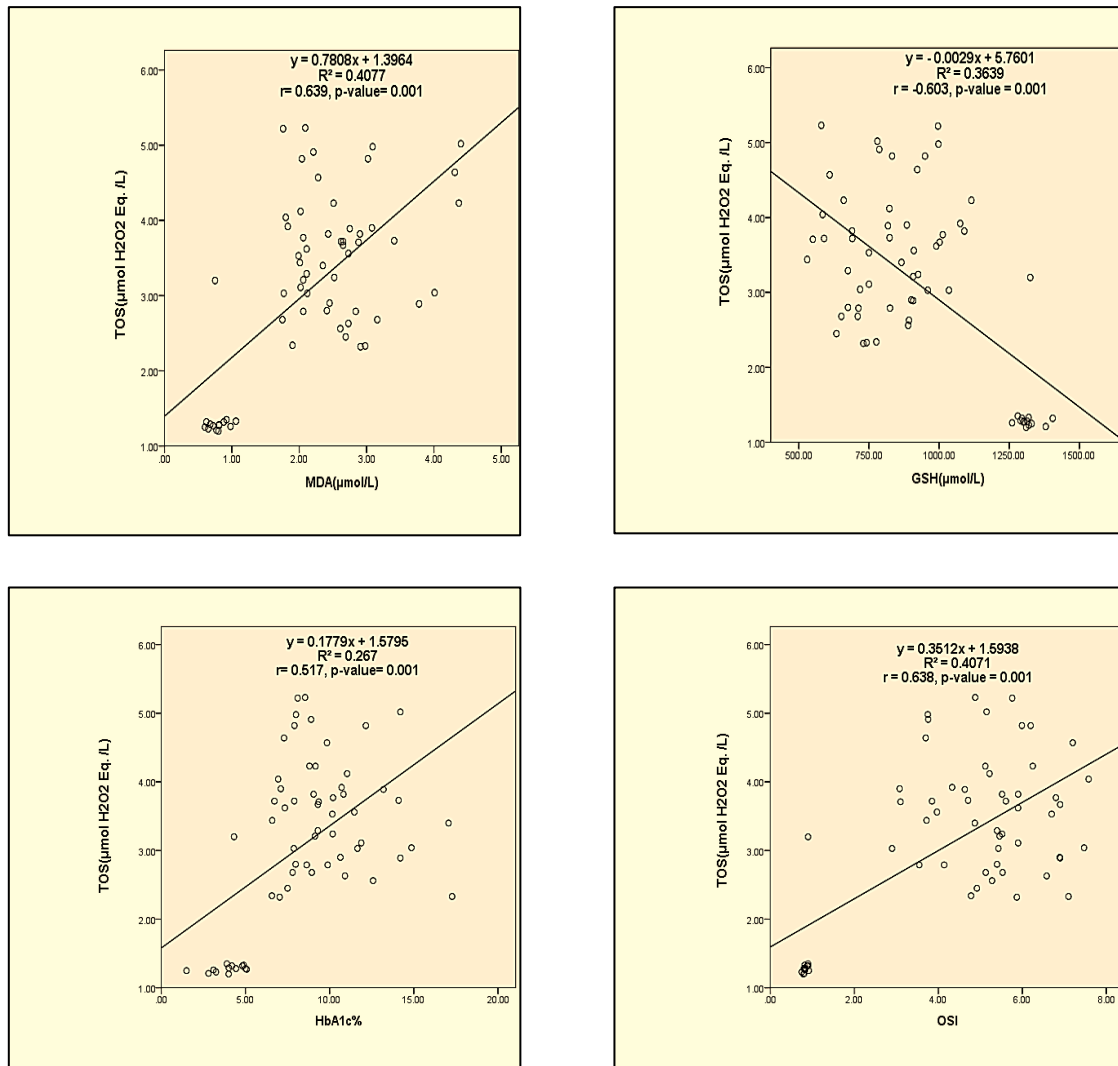 y = 0.7808x + 1.3964
R² = 0.4077
r= 0.639, p-value= 0.001
TOS(µmol H2O2 Eq. /L)
6.00
5.00
4.00
3.00
2.00
1.00
.00 1.00 2.00 3.00 4.00 5.00
MDA(µmol/L)
y = - 0.0029x + 5.7601
R² = 0.3639
r = -0.603, p-value = 0.001
TOS(µmol H2O2 Eq. /L)
6.00
5.00
4.00
3.00
2.00
1.00
500.00 750.00 1000.00 1250.00 1500.00
GSH(µmol/L)
y = 0.1779x + 1.5795
R² = 0.267
r= 0.517, p-value= 0.001
TOS(µmol H2O2 Eq. /L)
6.00
5.00
4.00
3.00
2.00
1.00
.00 5.00 10.00 15.00 20.00
HbA1c%
y = 0.3512x + 1.5938
R² = 0.4071
r = 0.638, p-value = 0.001
TOS(µmol H2O2 Eq. /L)
6.00
5.00
4.00
3.00
2.00
1.00
.00 2.00 4.00 6.00 8.00
OSI